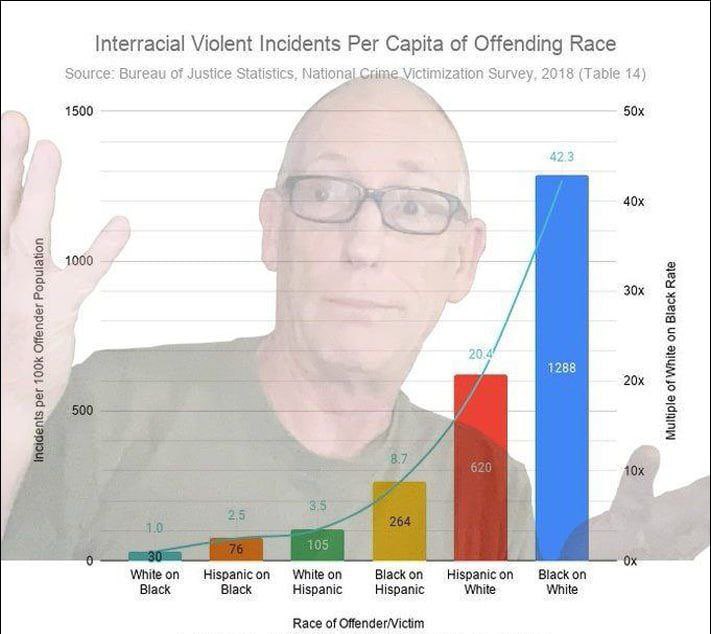 Interracial Violent Incidents Per Capita of Offending Race
Source: Bureau of Justice Statistics, National Crime Victimization Survey, 2018 (Table 14)
Incidents per 100k Offender Population
1500
1000
500
0
1.0
2.5
3.5
8.7
20.4
42.3
30
76
105
264
620
1288
50x
40x
30x
20x
10x
0x
Multiple of White on Black Rate
White on
Black
Hispanic on
Black
White on
Hispanic
Black on
Hispanic
Hispanic on
White
Black on
White
Race of Offender/Victim